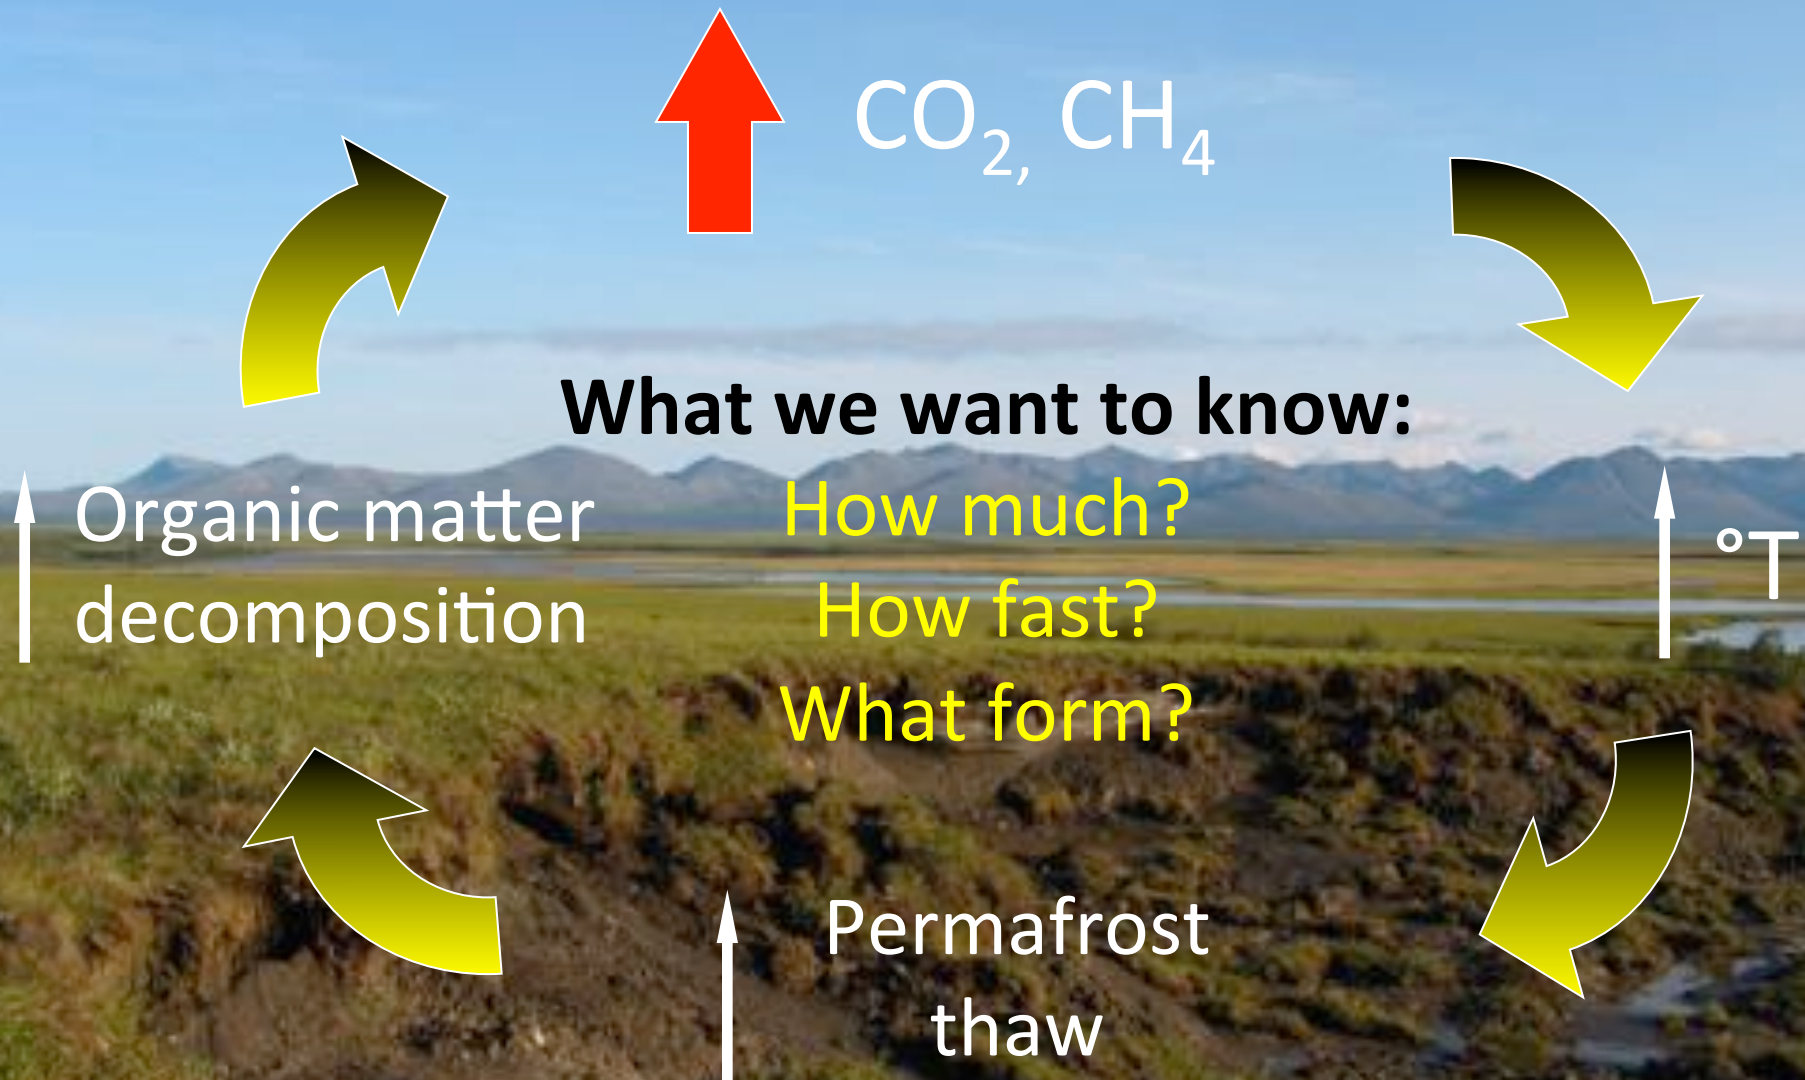 CO₂, CH₄
What we want to know:
Organic matter
decomposition
How much?
How fast?
What form?
°T
Permafrost
thaw